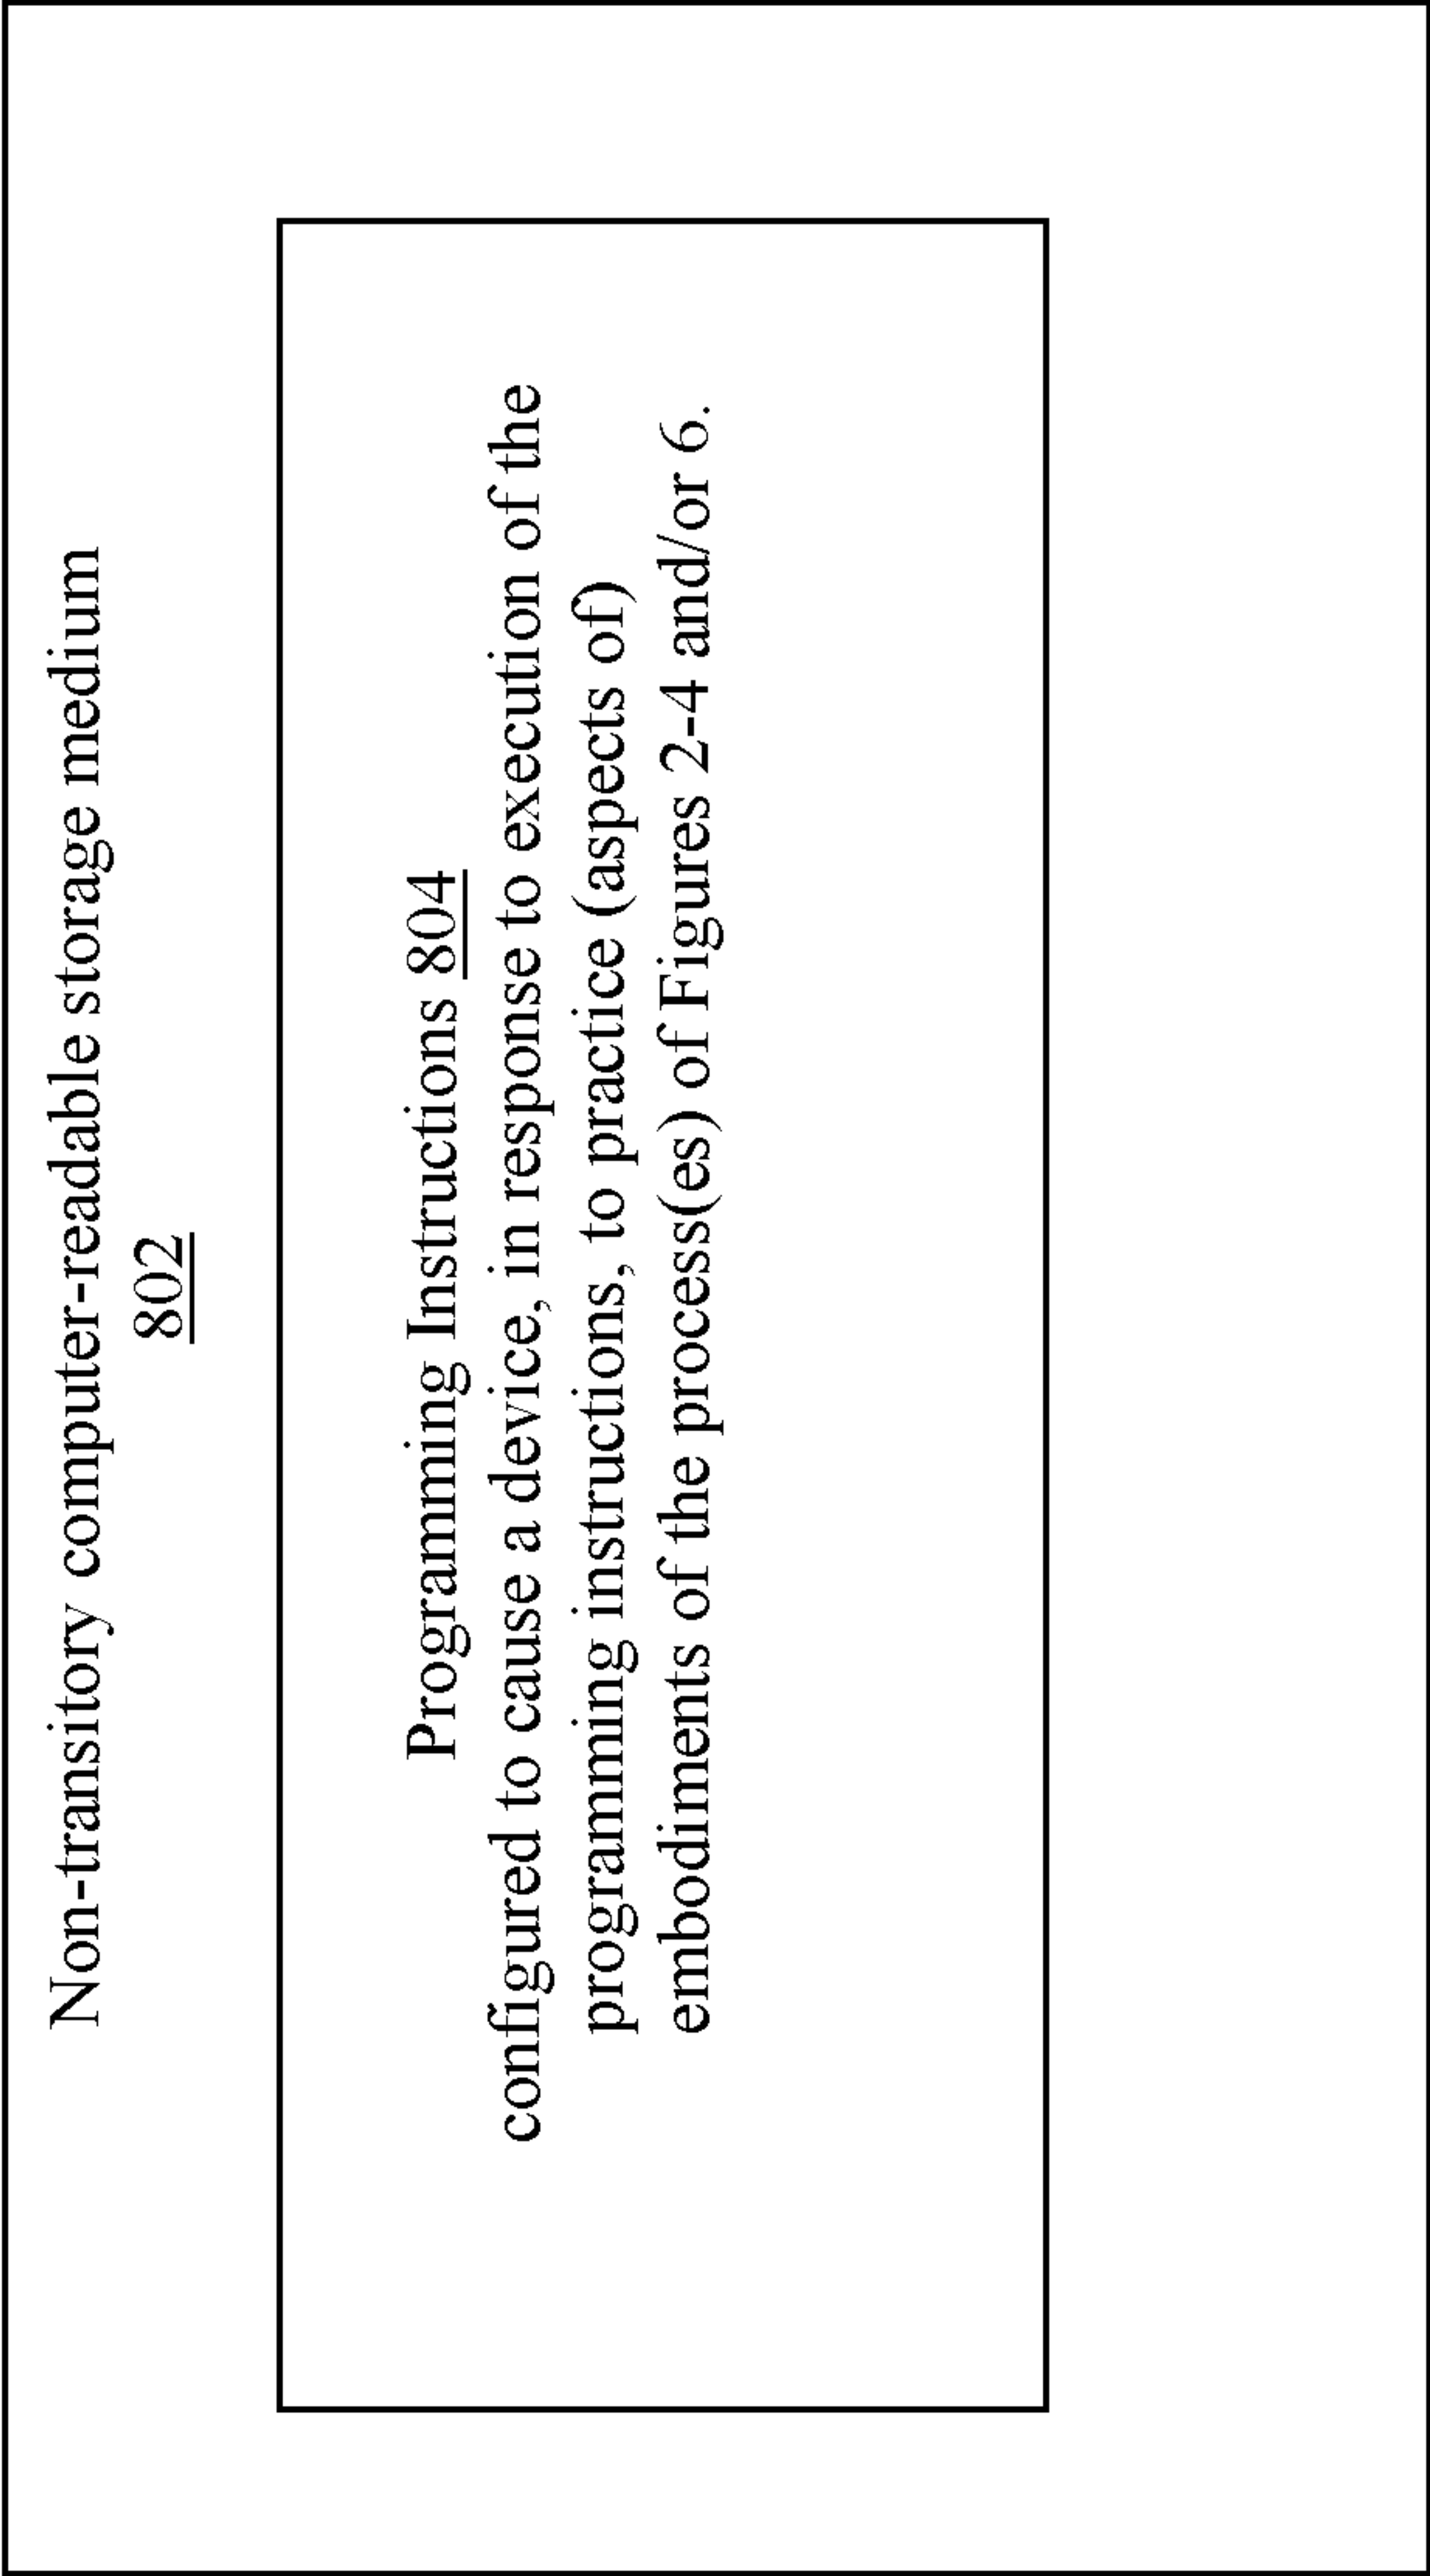 Non-transitory computer-readable storage medium
802
Programming Instructions 804
configured to cause a device, in response to execution of the
programming instructions, to practice (aspects of)
embodiments of the process(es) of Figures 2-4 and/or 6.